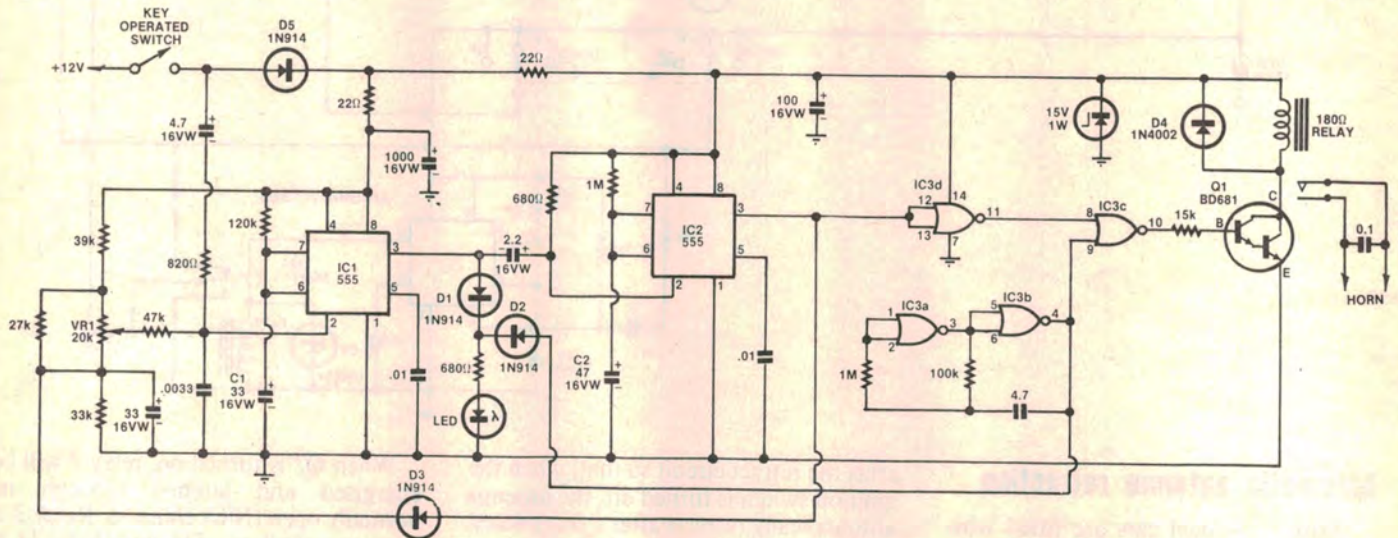 KEY
OPERATED
SWITCH
+12V
D5
1N914
22Ω
22Ω
4.7
16VW
1000
16VW
100
16VW
15V
1W
D4
1N4002
180Ω
RELAY
39k
120k
820Ω
7
4
8
3
6
5
2
1
IC1
555
680Ω
2.2
16VW
1M
7
4
8
3
6
5
2
1
IC2
555
IC3d
12
13
14
11
7
IC3c
8
9
10
15k
Q1
BD681
B
C
E
0.1
HORN
27k
VR1
20k
47k
33k
33
16VW
.0033
C1
33
16VW
.01
D1
1N914
D2
1N914
680Ω
LED
λ
C2
47
16VW
.01
IC3a
1
2
3
IC3b
5
6
4
1M
100k
4.7
D3
1N914